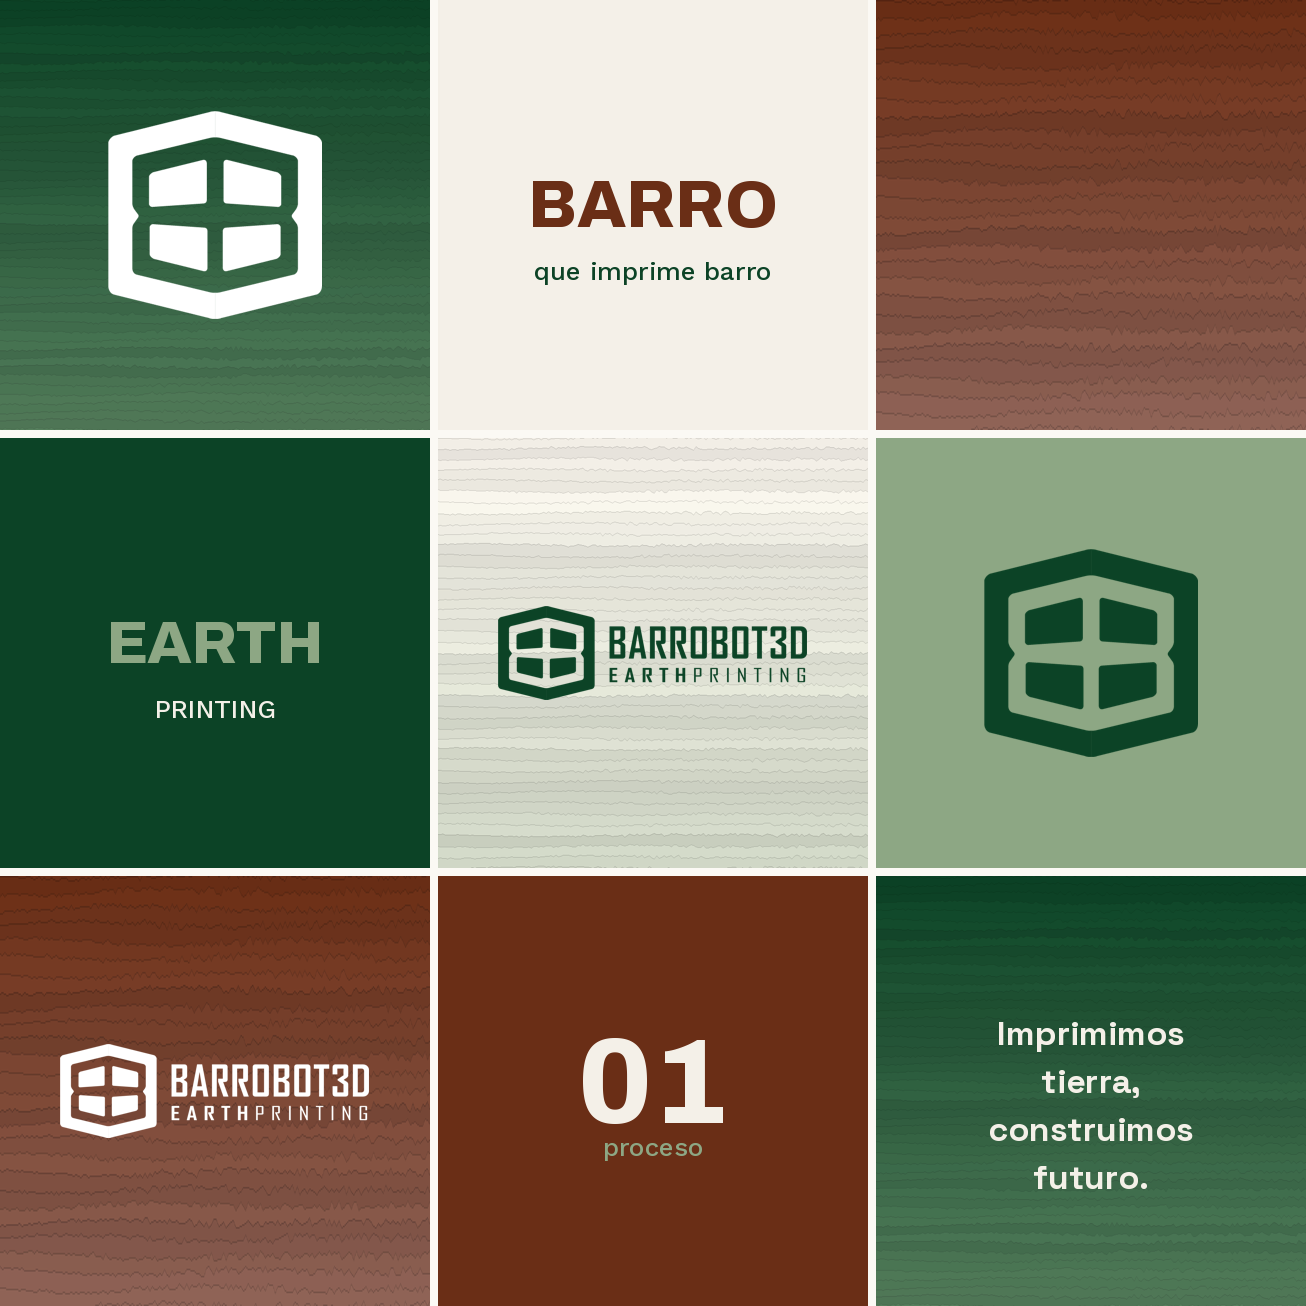 BARRO
que imprime barro
EARTH
PRINTING
BARROBOT3D
EARTHPRINTING
BARROBOT3D
EARTHPRINTING
01
proceso
Imprimimos
tierra,
construimos
futuro.